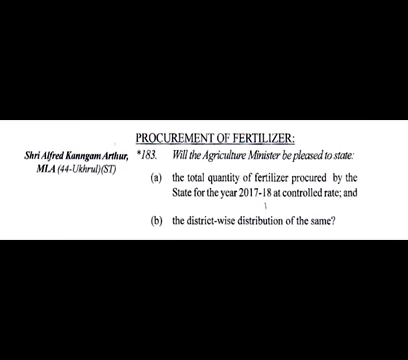 PROCUREMENT OF FERTILIZER:
Shri Alfred Kanngam Arthur, *183. Will the Agriculture Minister be pleased to state:
MLA (44-Ukhrul)(ST)
(a) the total quantity of fertilizer procured by the
State for the year 2017-18 at controlled rate; and
(b) the district-wise distribution of the same?